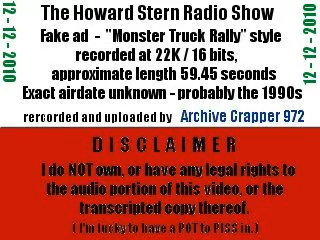 The Howard Stern Radio Show
Fake ad - "Monster Truck Rally" style
recorded at 22K / 16 bits,
approximate length 59.45 seconds
Exact airdate unknown - probably the 1990s
rercorded and uploaded by Archive Crapper 972
12 - 12 - 2010
12 - 12 - 2010
D I S C L A I M E R
I do NOT own, or have any legal rights to
the audio portion of this video, or the
transcripted copy thereof.
( I'm lucky to have a POT to PISS in. )